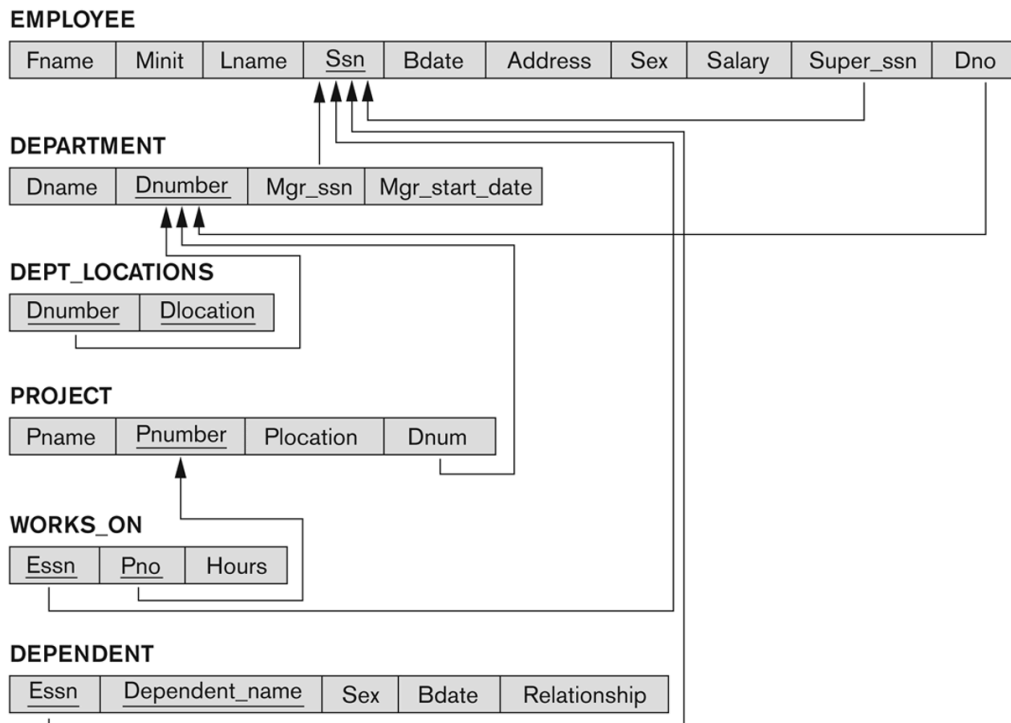 EMPLOYEE
Fname Minit Lname Ssn Bdate Address Sex Salary Super_ssn Dno
DEPARTMENT
Dname Dnumber Mgr_ssn Mgr_start_date
DEPT_LOCATIONS
Dnumber Dlocation
PROJECT
Pname Pnumber Plocation Dnum
WORKS_ON
Essn Pno Hours
DEPENDENT
Essn Dependent_name Sex Bdate Relationship